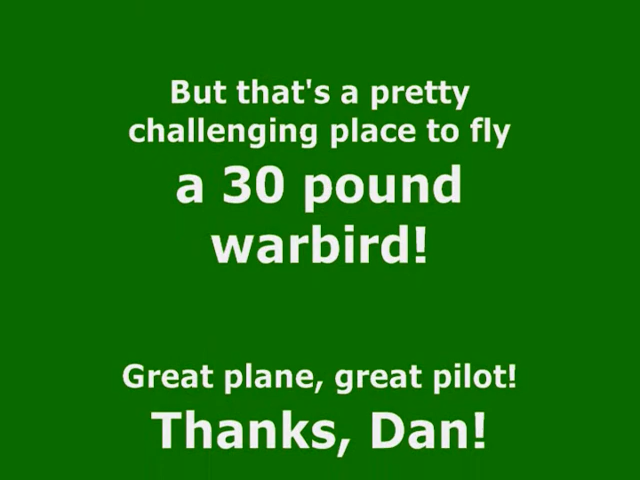 But that's a pretty
challenging place to fly
a 30 pound
warbird!
Great plane, great pilot!
Thanks, Dan!